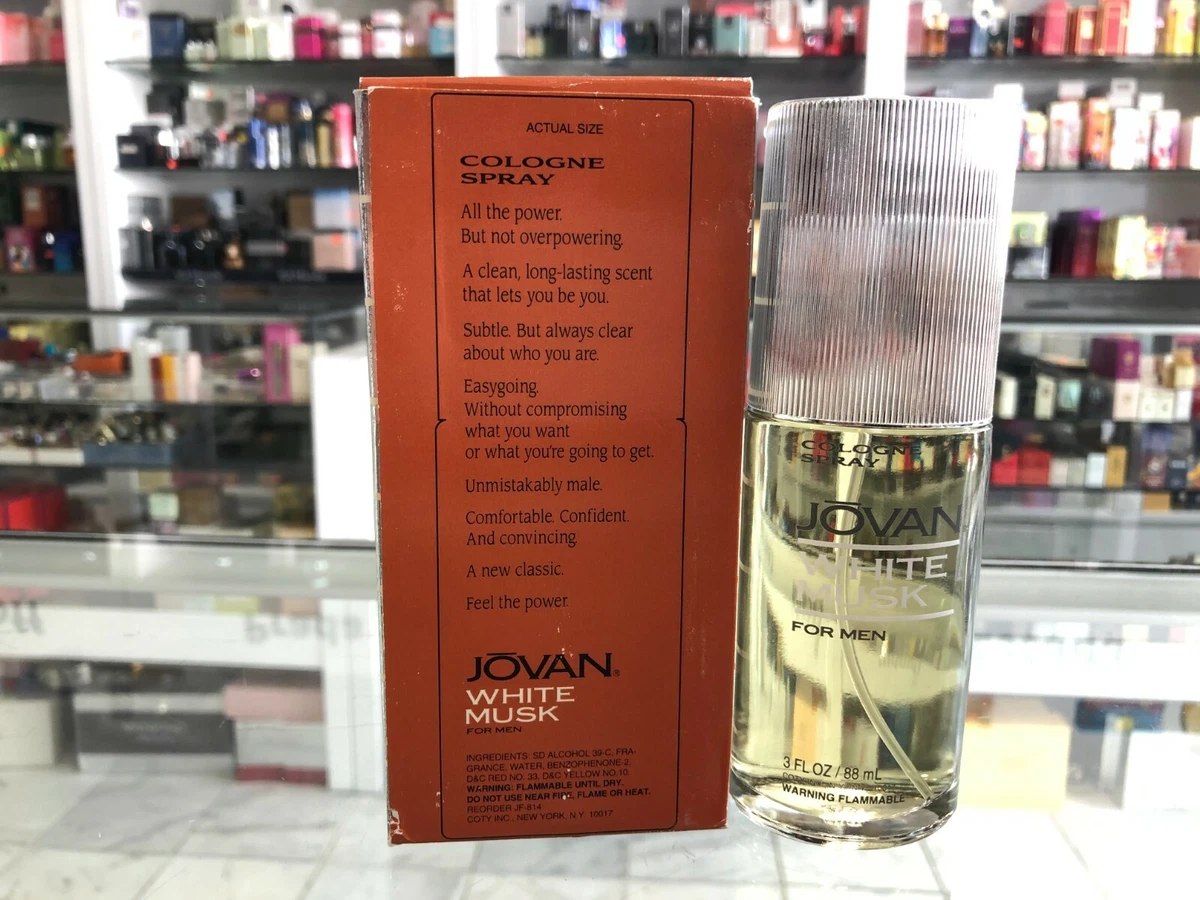 ACTUAL SIZE
COLOGNE
SPRAY
All the power.
But not overpowering.
A clean, long-lasting scent
that lets you be you.
Subtle. But always clear
about who you are.
Easygoing.
Without compromising
what you want
or what you're going to get.
Unmistakably male.
Comfortable. Confident.
And convincing.
A new classic.
Feel the power.
JŌVAN®
WHITE
MUSK
FOR MEN
INGREDIENTS: SD ALCOHOL 39-C, FRA-
GRANCE, WATER, BENZOPHENONE-2,
D&C RED NO. 33, D&C YELLOW NO.10.
WARNING: FLAMMABLE UNTIL DRY.
DO NOT USE NEAR FIRE, FLAME OR HEAT.
REORDER JF-814
COTY INC., NEW YORK, N.Y. 10017
COLOGNE
SPRAY
JŌVAN
WHITE
MUSK
FOR MEN
3 FL OZ / 88 mL
WARNING FLAMMABLE